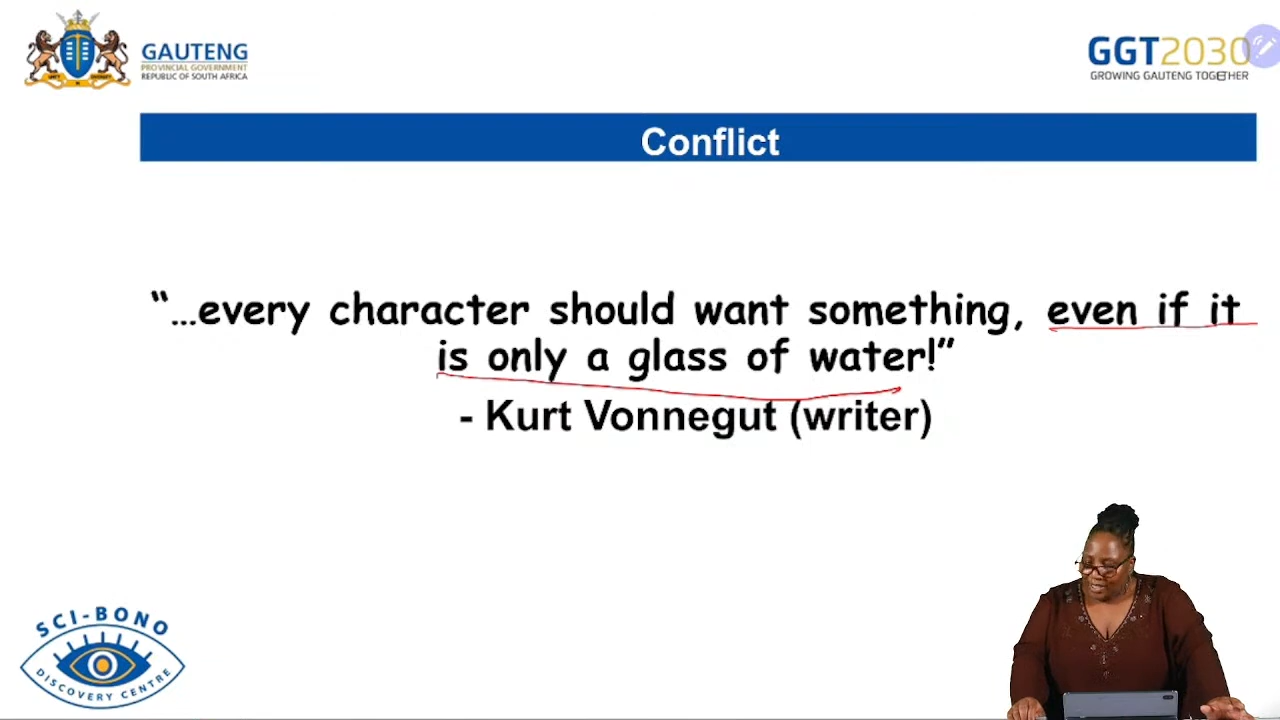 GAUTENG
PROVINCIAL GOVERNMENT
REPUBLIC OF SOUTH AFRICA
GGT2030
GROWING GAUTENG TOGETHER
Conflict
“…every character should want something, even if it
is only a glass of water!”
- Kurt Vonnegut (writer)
SCI-BONO
DISCOVERY CENTRE